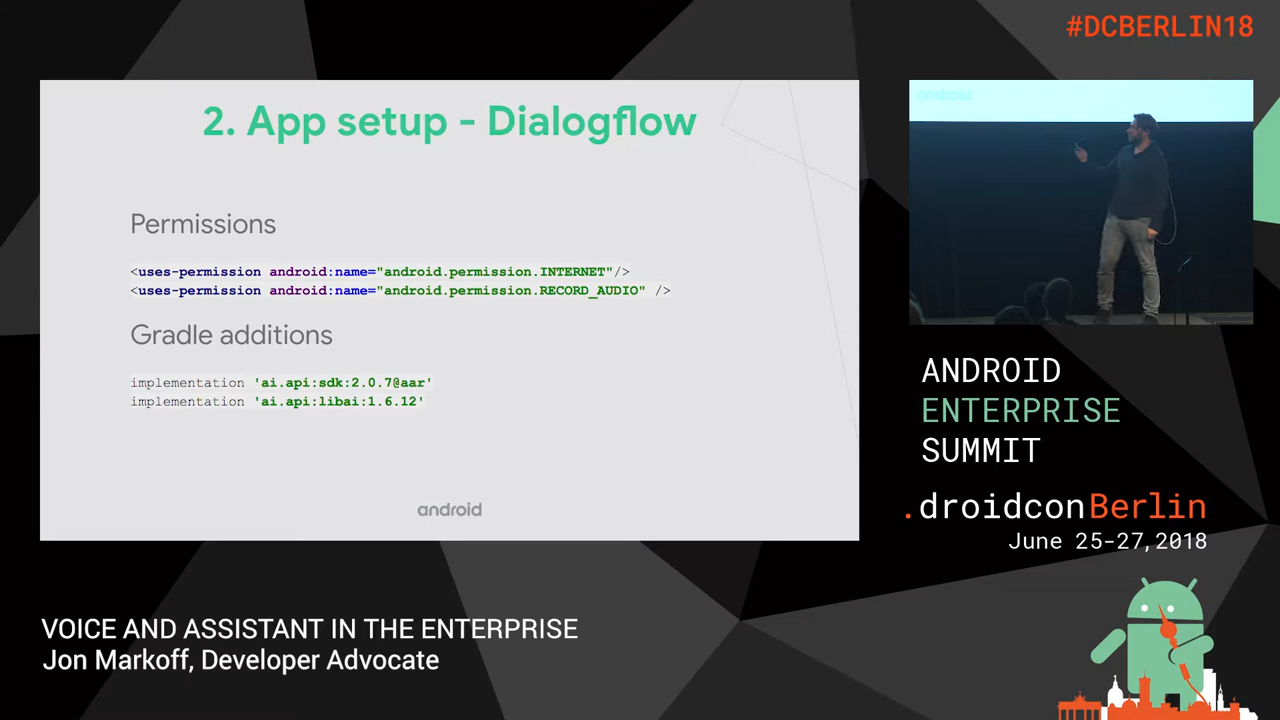 #DCBERLIN18
2. App setup - Dialogflow
Permissions
<uses-permission android:name="android.permission.INTERNET"/>
<uses-permission android:name="android.permission.RECORD_AUDIO" />
Gradle additions
implementation 'ai.api:sdk:2.0.7@aar'
implementation 'ai.api:libai:1.6.12'
android
android
ANDROID
ENTERPRISE
SUMMIT
.droidconBerlin
June 25-27,2018
VOICE AND ASSISTANT IN THE ENTERPRISE
Jon Markoff, Developer Advocate